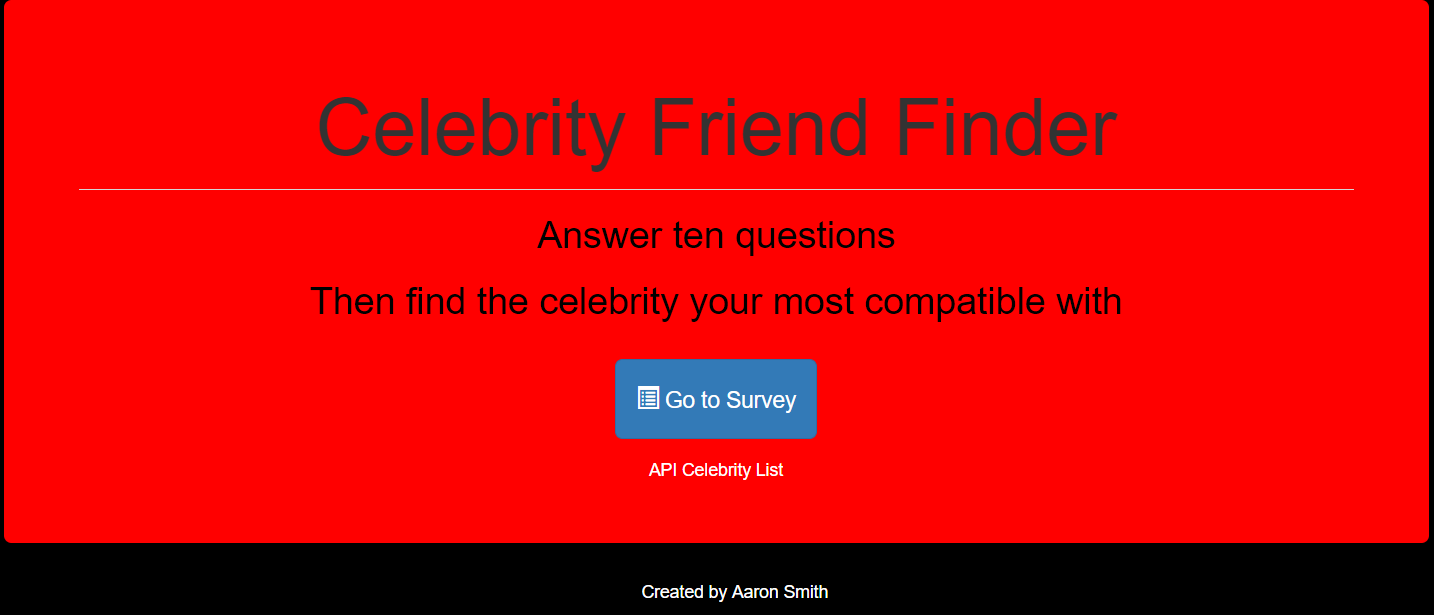 Celebrity Friend Finder
Answer ten questions
Then find the celebrity your most compatible with
Go to Survey
API Celebrity List
Created by Aaron Smith